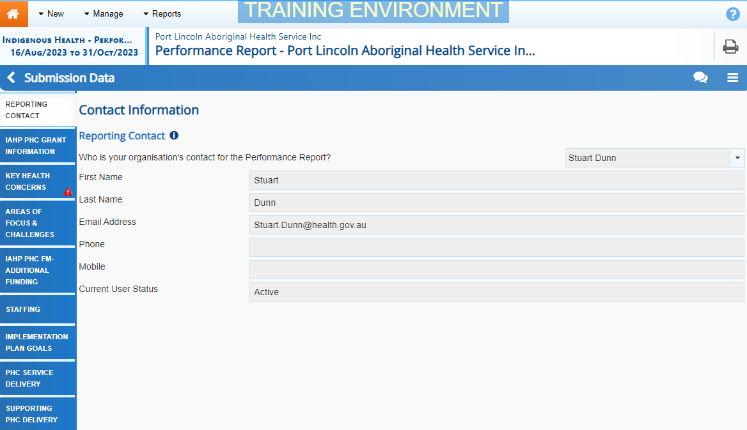 TRAINING ENVIRONMENT
New
Manage
Reports
?
Indigenous Health - Perfor...
16/Aug/2023 to 31/Oct/2023
Port Lincoln Aboriginal Health Service Inc
Performance Report - Port Lincoln Aboriginal Health Service In...
Submission Data
REPORTING
CONTACT
IAHP PHC GRANT
INFORMATION
KEY HEALTH
CONCERNS
AREAS OF
FOCUS &
CHALLENGES
IAHP PHC FM-
ADDITIONAL
FUNDING
STAFFING
IMPLEMENTATION
PLAN GOALS
PHC SERVICE
DELIVERY
SUPPORTING
PHC DELIVERY
Contact Information
Reporting Contact
Who is your organisation's contact for the Performance Report? Stuart Dunn
First Name Stuart
Last Name Dunn
Email Address Stuart.Dunn@health.gov.au
Phone
Mobile
Current User Status Active